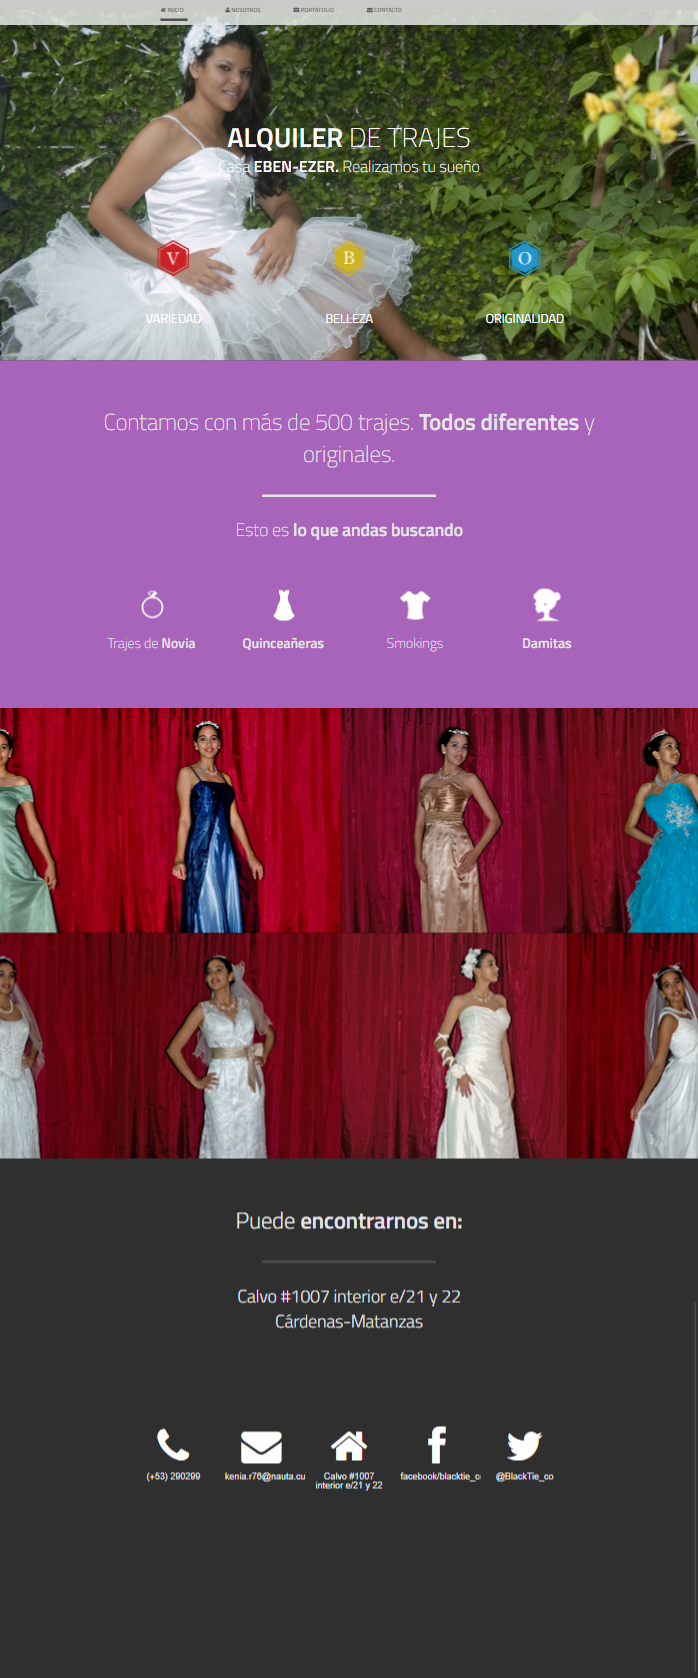 INICIO NOSOTROS PORTAFOLIO CONTACTO
ALQUILER DE TRAJES
Casa EBEN-EZER. Realizamos tu sueño
V B O
VARIEDAD BELLEZA ORIGINALIDAD
Contamos con más de 500 trajes. Todos diferentes y
originales.
Esto es lo que andas buscando
Trajes de Novia Quinceañeras Smokings Damitas
Puede encontrarnos en:
Calvo #1007 interior e/21 y 22
Cárdenas-Matanzas
(+53) 290299 kenia.r76@nauta.cu Calvo #1007 facebook/blacktie_co @BlackTie_co
interior e/21 y 22